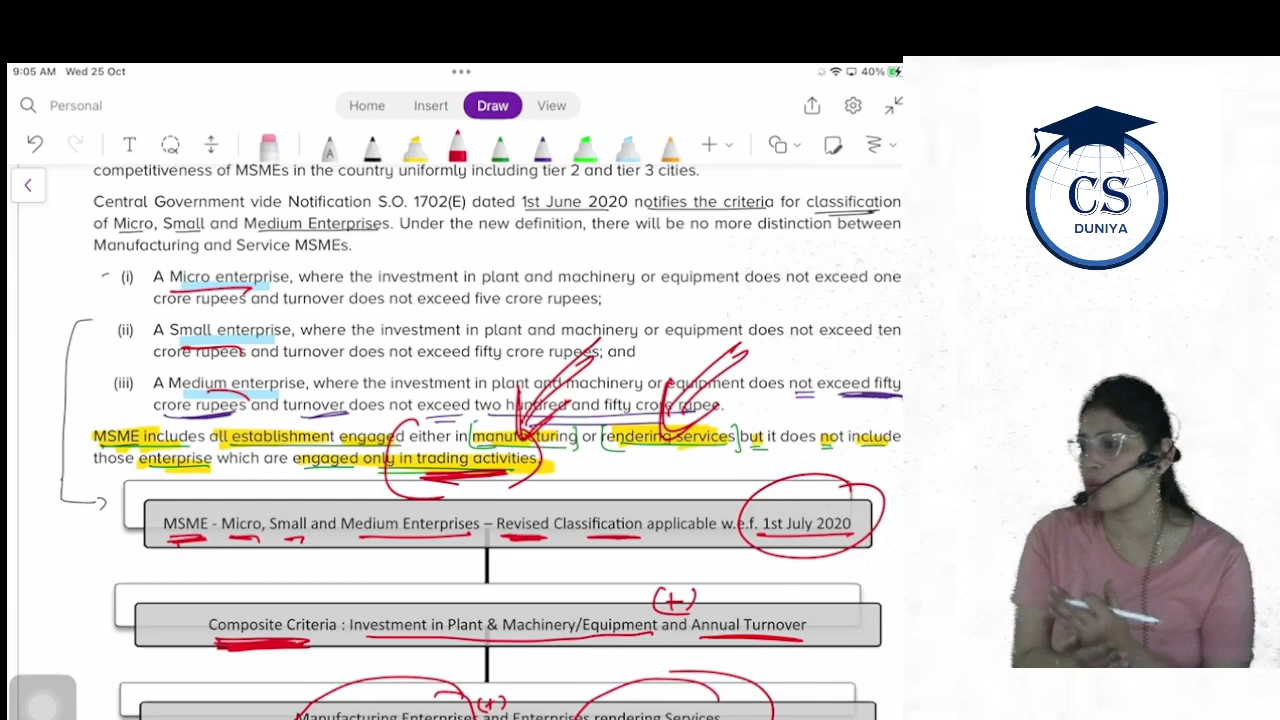 9:05 AM Wed 25 Oct
40%
Personal
Home Insert Draw View
competitiveness of MSMEs in the country uniformly including tier 2 and tier 3 cities.
Central Government vide Notification S.O. 1702(E) dated 1st June 2020 notifies the criteria for classification
of Micro, Small and Medium Enterprises. Under the new definition, there will be no more distinction between
Manufacturing and Service MSMEs.
(i) A Micro enterprise, where the investment in plant and machinery or equipment does not exceed one
crore rupees and turnover does not exceed five crore rupees;
(ii) A Small enterprise, where the investment in plant and machinery or equipment does not exceed ten
crore rupees and turnover does not exceed fifty crore rupees; and
(iii) A Medium enterprise, where the investment in plant and machinery or equipment does not exceed fifty
crore rupees and turnover does not exceed two hundred and fifty crore rupee.
MSME includes all establishment engaged either in manufacturing or rendering services but it does not include
those enterprise which are engaged only in trading activities.
MSME - Micro, Small and Medium Enterprises – Revised Classification applicable w.e.f. 1st July 2020
(+)
Composite Criteria : Investment in Plant & Machinery/Equipment and Annual Turnover
(+)
Manufacturing Enterprises and Enterprises rendering Services
CS
DUNIYA